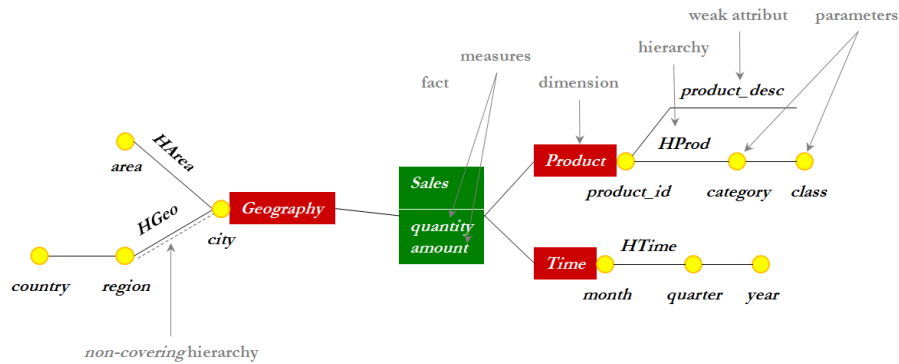 weak attribut
parameters
measures
hierarchy
fact
dimension
product_desc
HArea
area
HProd
Product
Sales
product_id
category
class
Geography
HGeo
quantity
city
amount
HTime
Time
country
region
month
quarter
year
non-covering hierarchy